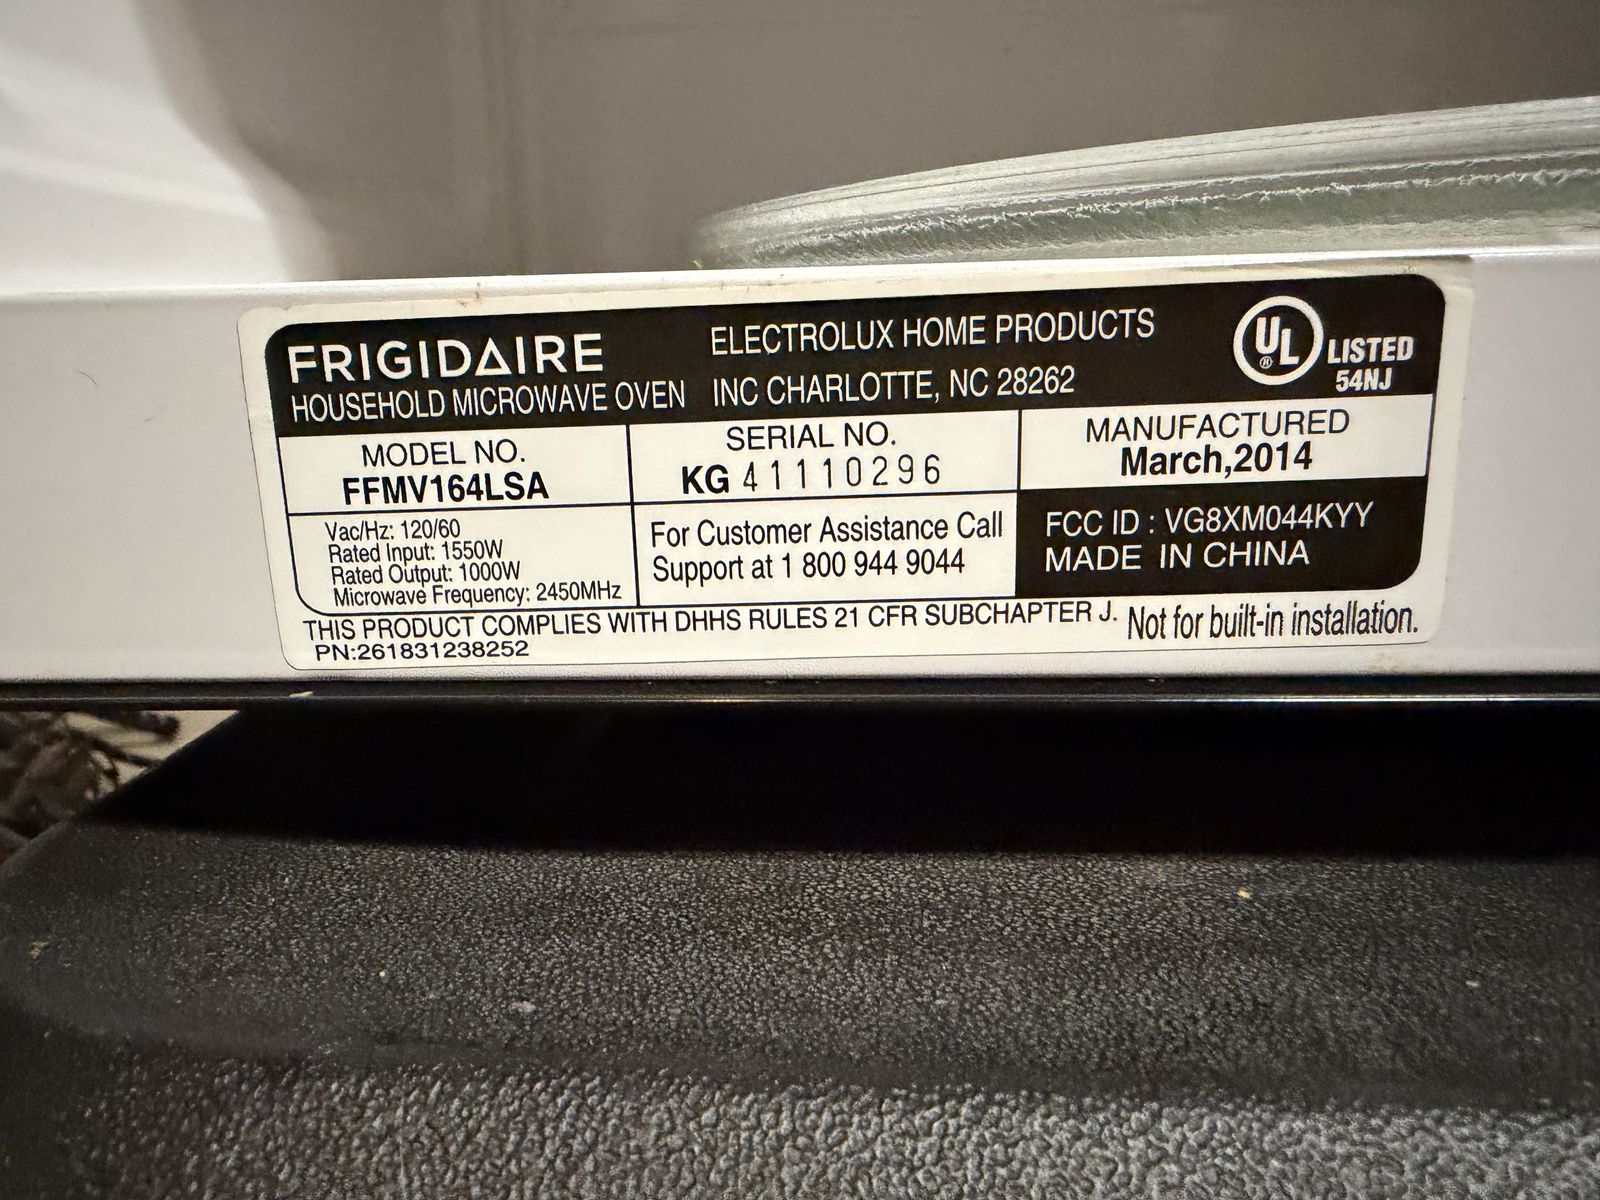 FRIGIDAIRE
HOUSEHOLD MICROWAVE OVEN
ELECTROLUX HOME PRODUCTS
INC CHARLOTTE, NC 28262
UL ® LISTED
54NJ
MODEL NO.
FFMV164LSA
SERIAL NO.
KG 41110296
MANUFACTURED
March,2014
Vac/Hz: 120/60
Rated Input: 1550W
Rated Output: 1000W
Microwave Frequency: 2450MHz
For Customer Assistance Call
Support at 1 800 944 9044
FCC ID : VG8XM044KYY
MADE IN CHINA
THIS PRODUCT COMPLIES WITH DHHS RULES 21 CFR SUBCHAPTER J.
Not for built-in installation.
PN:261831238252